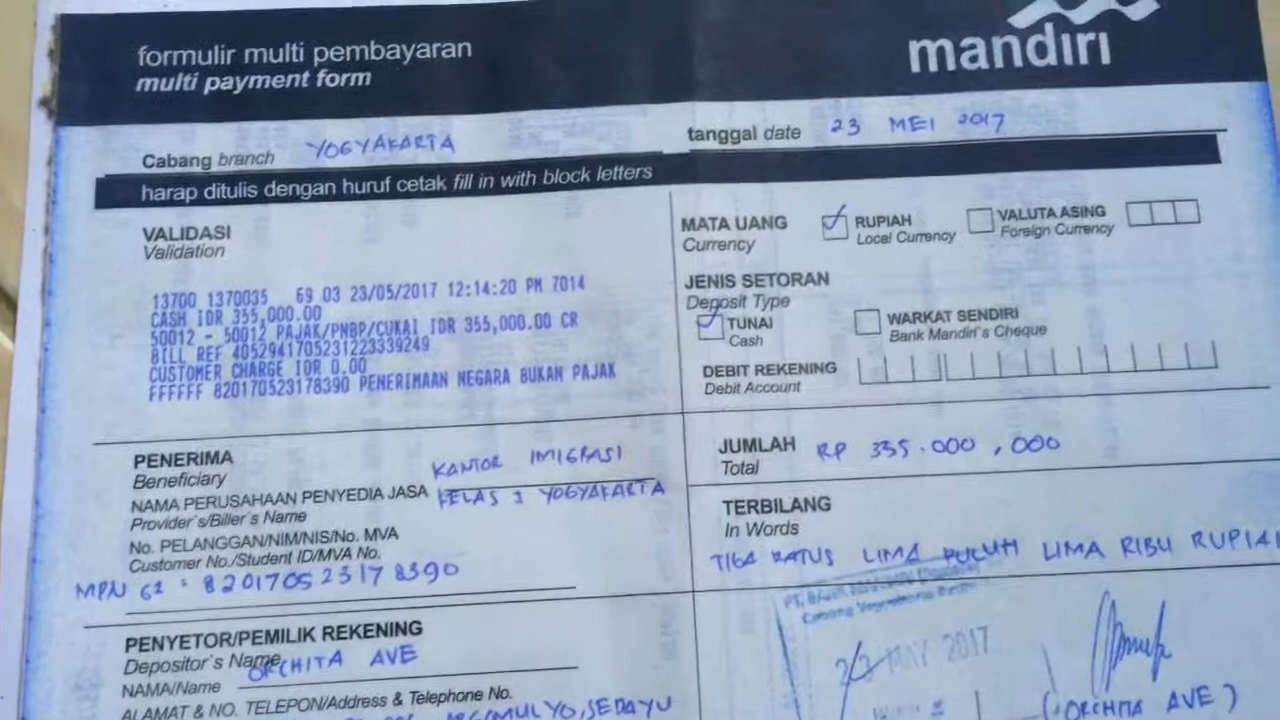 formulir multi pembayaran
multi payment form
mandiri
Cabang branch YOGYAKARTA
tanggal date 23 MEI 2017
harap ditulis dengan huruf cetak fill in with block letters
VALIDASI
Validation
13700 1370035 69 03 23/05/2017 12:14:20 PM 7014
CASH IDR 355,000.00
50012 - 50012 PAJAK/PNBP/CUKAI IDR 355,000.00 CR
BILL REF 4052941705231223339249
CUSTOMER CHARGE IDR 0.00
FFFFFF 820170523178390 PENERIMAAN NEGARA BUKAN PAJAK
MATA UANG
Currency
RUPIAH
Local Currency
VALUTA ASING
Foreign Currency
JENIS SETORAN
Deposit Type
TUNAI
Cash
WARKAT SENDIRI
Bank Mandiri's Cheque
DEBIT REKENING
Debit Account
PENERIMA
Beneficiary
KANTOR IMIGRASI
NAMA PERUSAHAAN PENYEDIA JASA KELAS I YOGYAKARTA
Provider's/Biller's Name
No. PELANGGAN/NIM/NIS/No. MVA
Customer No./Student ID/MVA No.
MPN G2 : 820170523178390
JUMLAH RP 355.000 ,000
Total
TERBILANG
In Words
TIGA RATUS LIMA PULUH LIMA RIBU RUPIAH
PENYETOR/PEMILIK REKENING
Depositor's Name
NAMA/Name ORCHITA AVE
ALAMAT & NO. TELEPON/Address & Telephone No.
SEDAYU
23 MAY 2017
(ORCHITA AVE)